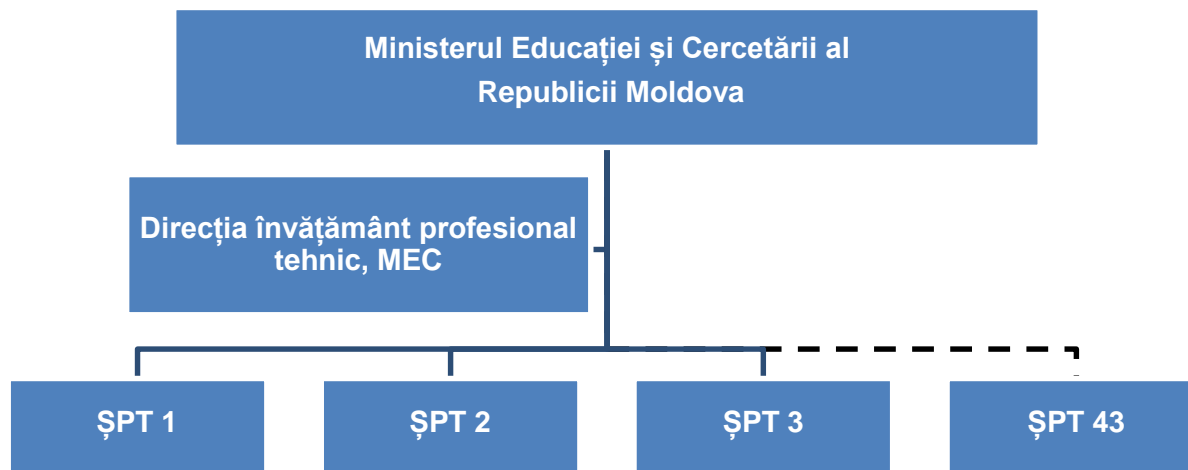 Ministerul Educației și Cercetării al
Republicii Moldova
Direcția învățământ profesional
tehnic, MEC
ȘPT 1
ȘPT 2
ȘPT 3
ȘPT 43